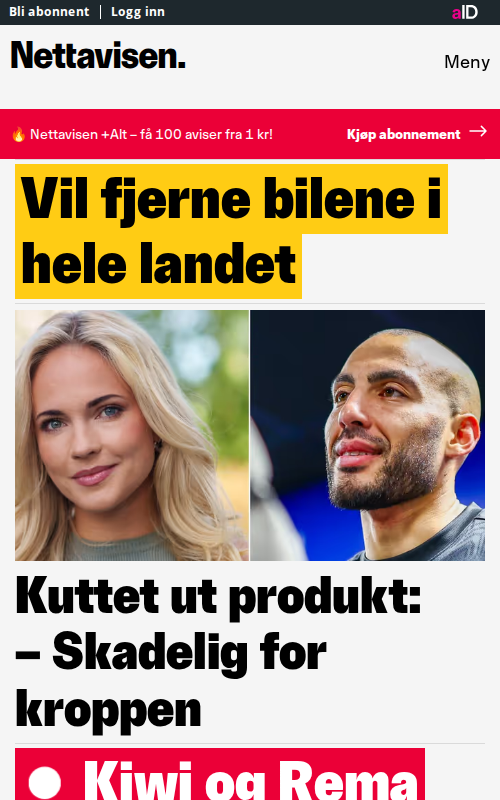 Bli abonnent | Logg inn
aID
Nettavisen.
Meny
🔥 Nettavisen +Alt – få 100 aviser fra 1 kr!
Kjøp abonnement →
Vil fjerne bilene i
hele landet
Kuttet ut produkt:
– Skadelig for
kroppen
Kiwi og Rema